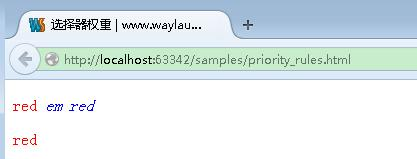 选择器权重 | www.waylau...
http://localhost:63342/samples/priority_rules.html
red em red
red